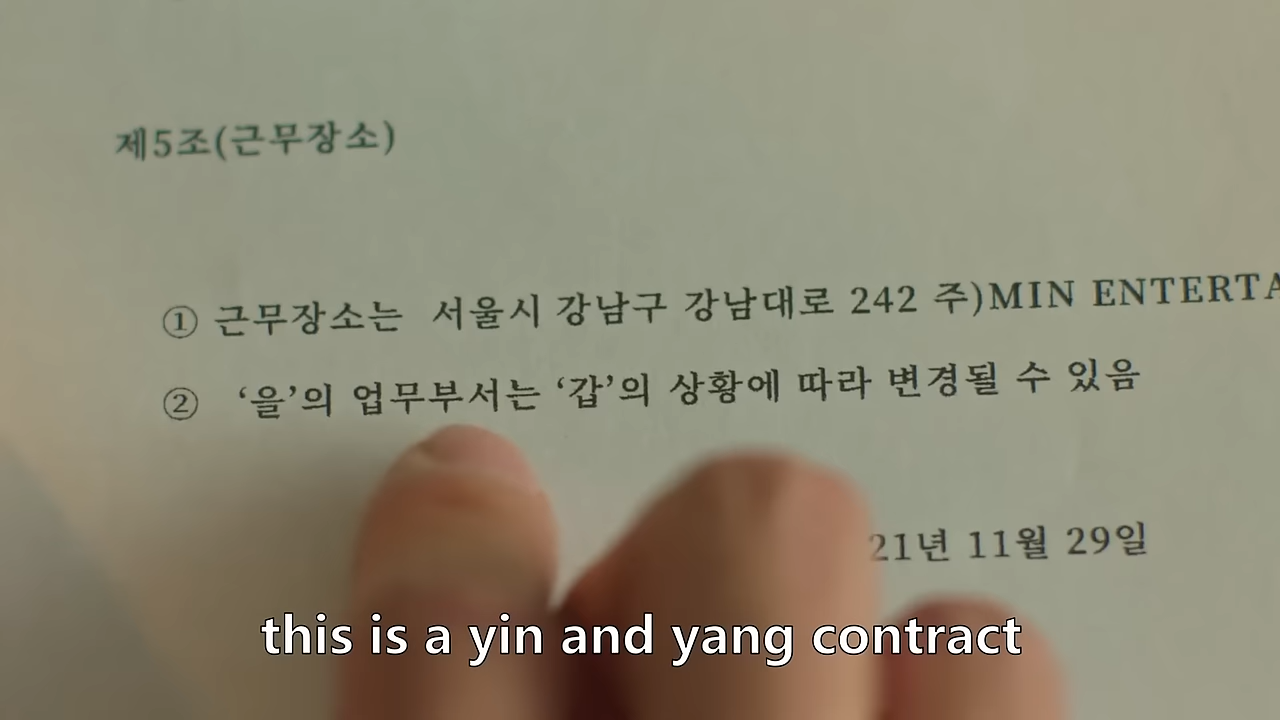 제5조(근무장소)
① 근무장소는 서울시 강남구 강남대로 242 주)MIN ENTERTA
② ‘을’의 업무부서는 ‘갑’의 상황에 따라 변경될 수 있음
21년 11월 29일
this is a yin and yang contract